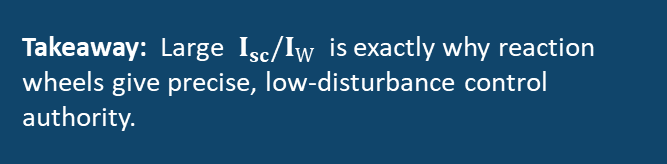 Takeaway: Large Isc/IW is exactly why reaction
wheels give precise, low-disturbance control
authority.